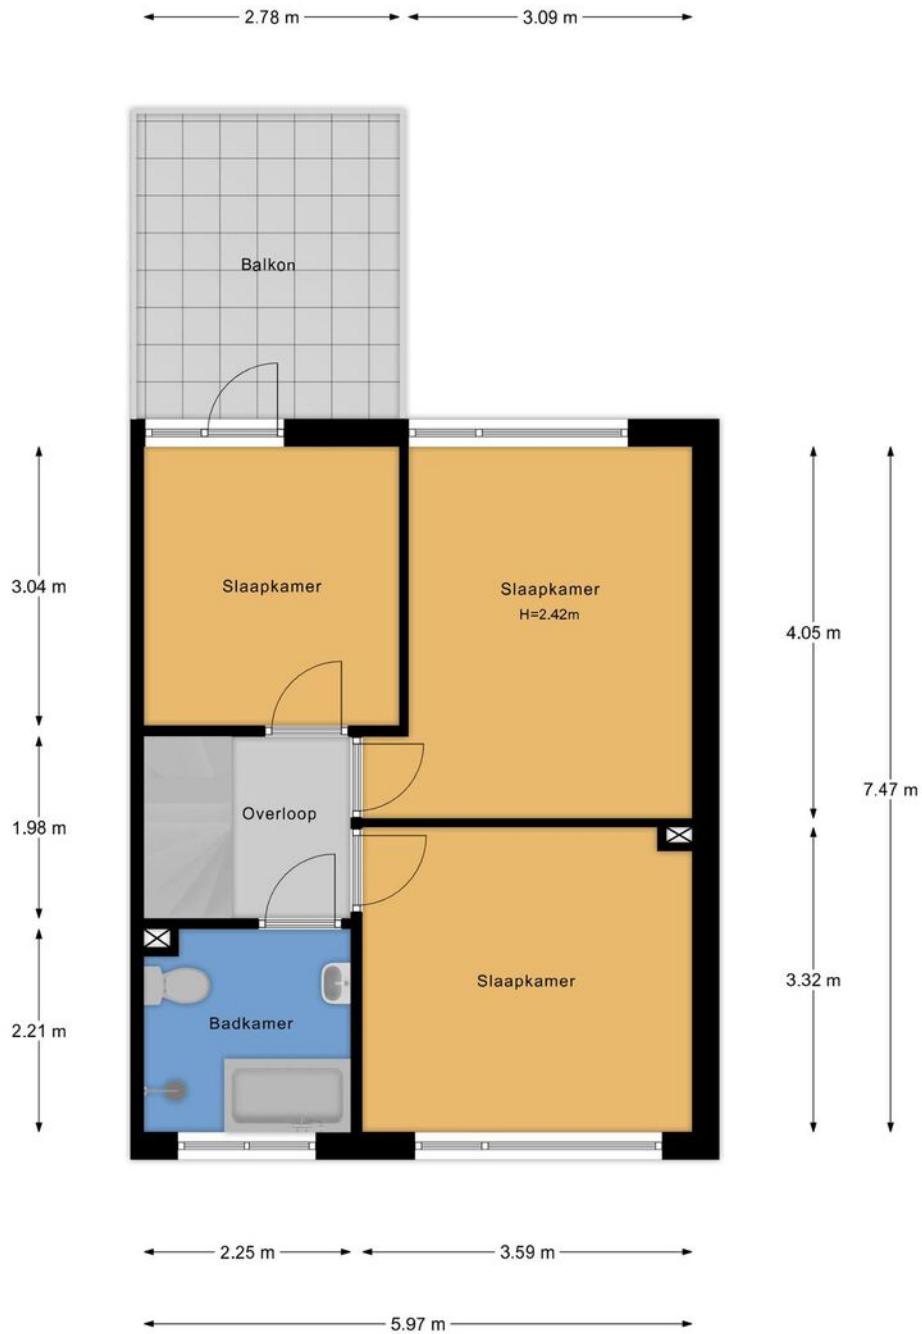 2.78 m
3.09 m
Balkon
3.04 m
Slaapkamer
Slaapkamer
H=2.42m
4.05 m
7.47 m
1.98 m
Overloop
2.21 m
Badkamer
Slaapkamer
3.32 m
2.25 m
3.59 m
5.97 m